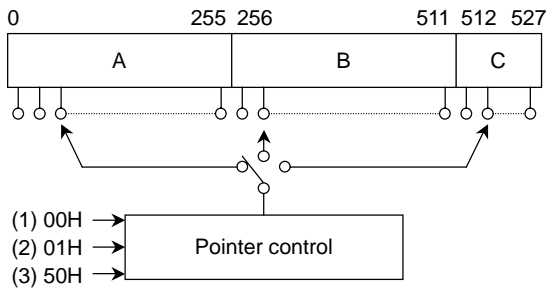 0 255 256 511 512 527
A B C
(1) 00H
(2) 01H
(3) 50H
Pointer control